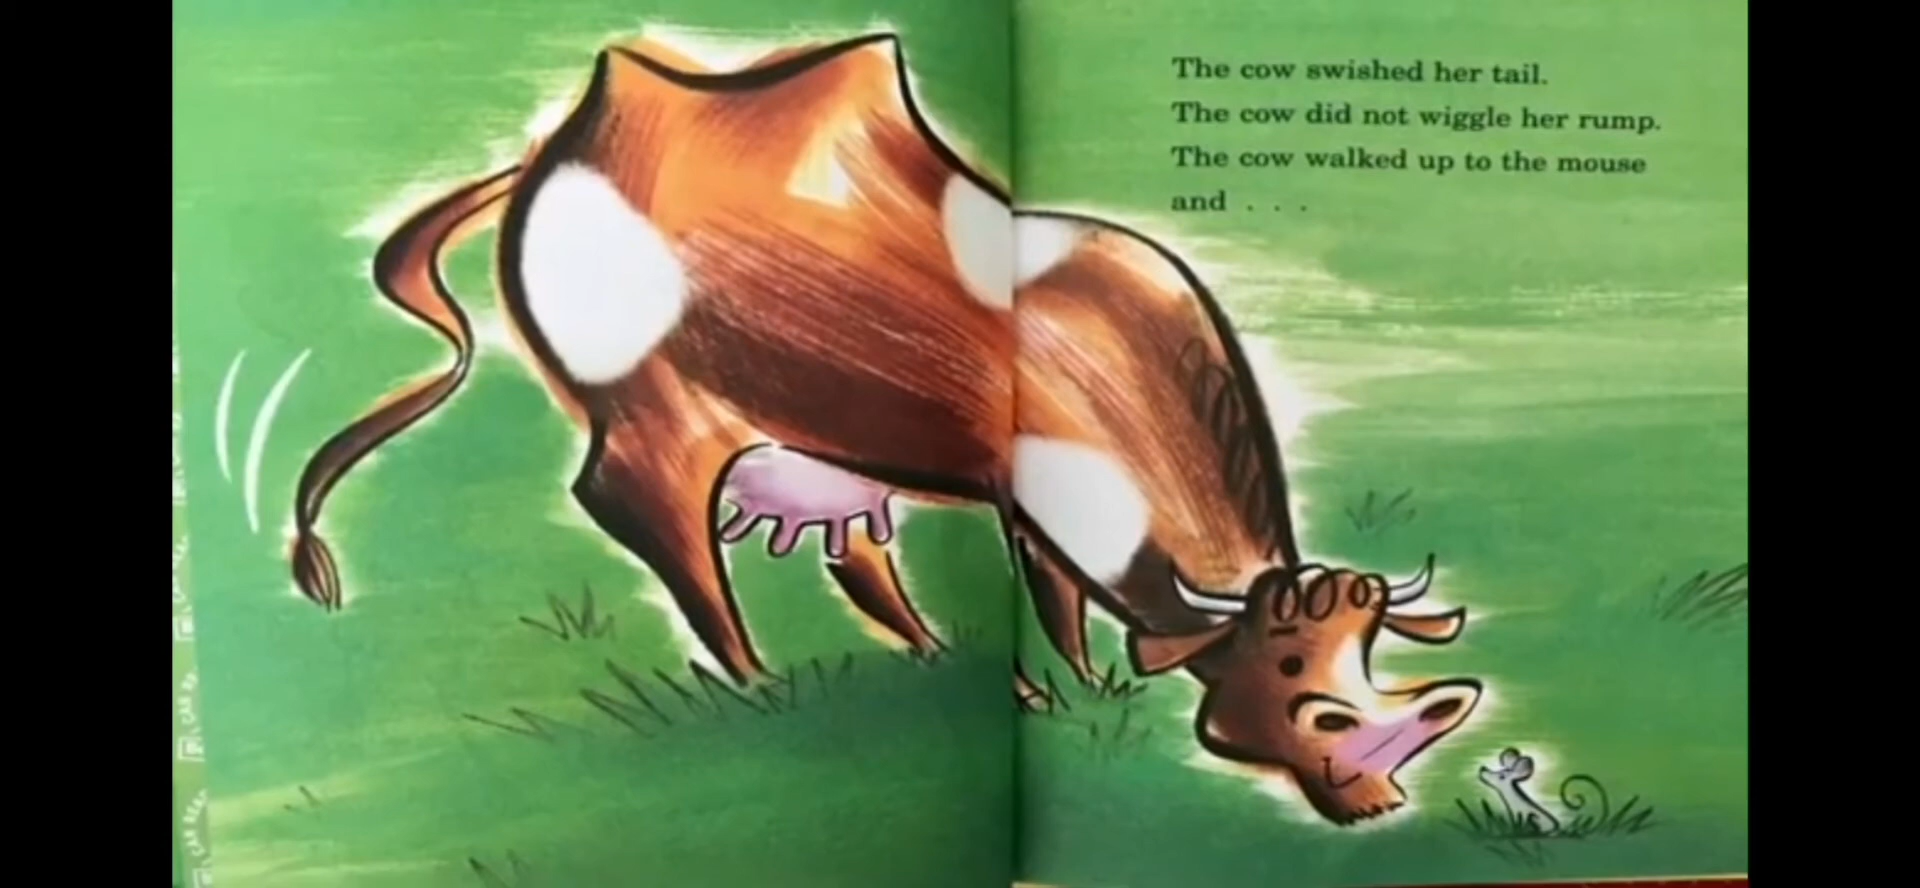 The cow swished her tail.
The cow did not wiggle her rump.
The cow walked up to the mouse
and . . .